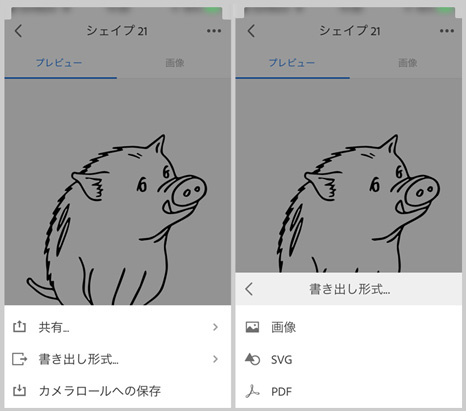 シェイプ 21
プレビュー
画像
共有...
書き出し形式...
カメラロールへの保存
シェイプ 21
プレビュー
画像
書き出し形式...
画像
SVG
PDF